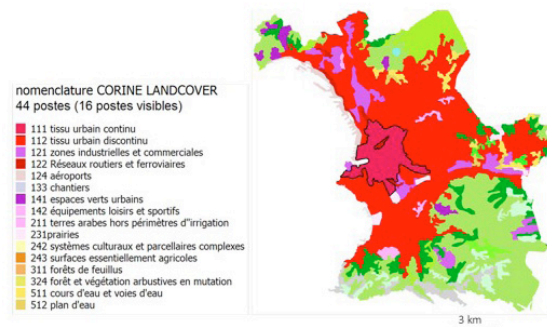 nomenclature CORINE LANDCOVER
44 postes (16 postes visibles)
111 tissu urbain continu
112 tissu urbain discontinu
121 zones industrielles et commerciales
122 Réseaux routiers et ferroviaires
124 aéroports
133 chantiers
141 espaces verts urbains
142 équipements loisirs et sportifs
211 terres arabes hors périmètres d''irrigation
231prairies
242 systèmes culturaux et parcellaires complexes
243 surfaces essentiellement agricoles
311 forêts de feuillus
324 forêt et végétation arbustives en mutation
511 cours d'eau et voies d'eau
512 plan d'eau
3 km